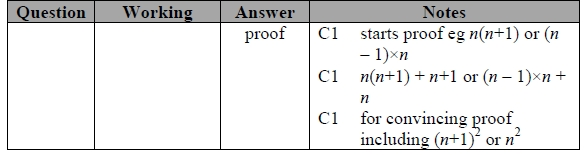 Question Working Answer Notes
proof C1 starts proof eg n(n+1) or (n
– 1)×n
C1 n(n+1) + n+1 or (n – 1)×n +
n
C1 for convincing proof
including (n+1)² or n²